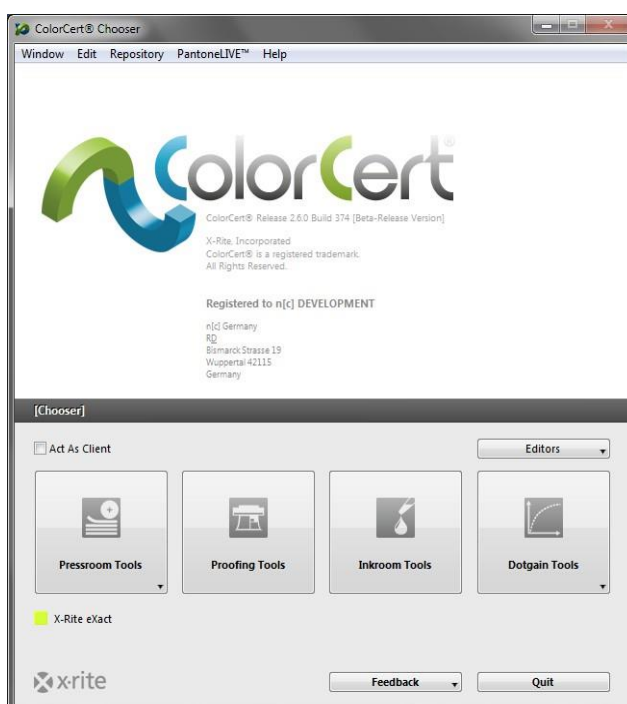 ColorCert® Chooser
Window Edit Repository PantoneLIVE™ Help
ColorCert®
ColorCert® Release 2.6.0 Build 374 [Beta-Release Version]
X-Rite, Incorporated
ColorCert® is a registered trademark.
All Rights Reserved.
Registered to n[c] DEVELOPMENT
n[c] Germany
RD
Bismarck Strasse 19
Wuppertal 42115
Germany
[Chooser]
Act As Client
Editors
Pressroom Tools
Proofing Tools
Inkroom Tools
Dotgain Tools
X-Rite eXact
x·rite
Feedback
Quit